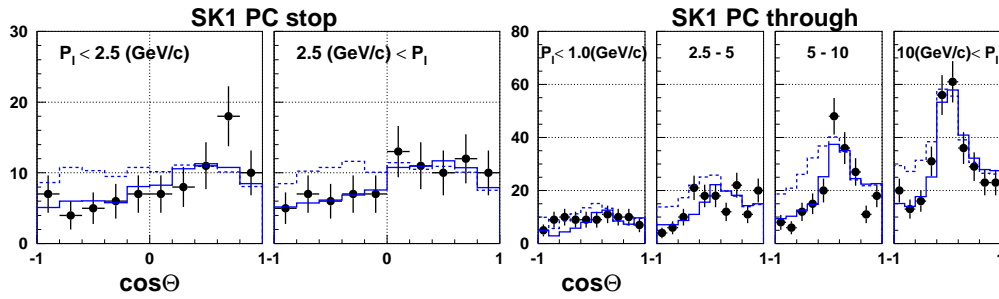 SK1 PC stop
SK1 PC through
30
20
10
0
P_l < 2.5 (GeV/c)
2.5 (GeV/c) < P_l
-1 0 1 0 1
cosΘ
80
60
40
20
0
P_l < 1.0(GeV/c)
2.5 - 5
5 - 10
10(GeV/c) < P_l
-1 1-1 1-1 1-1 1
cosΘ